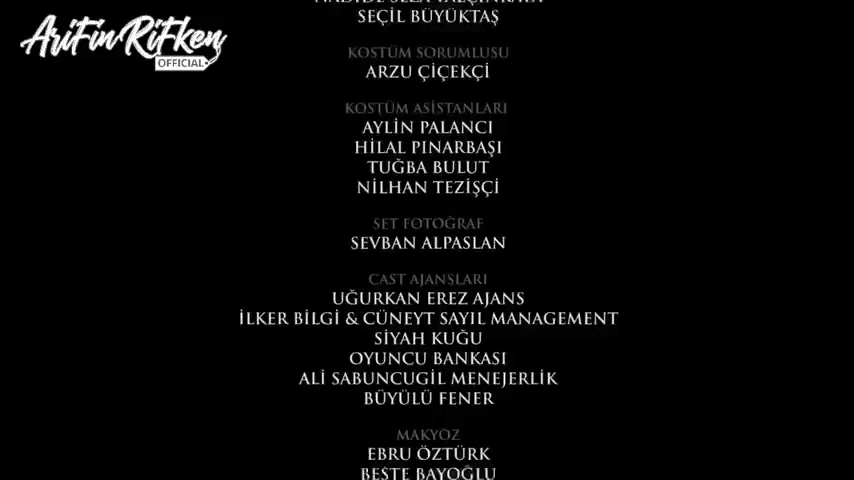 ArifinRifken
OFFICIAL
SEÇİL BÜYÜKTAŞ
KOSTÜM SORUMLUSU
ARZU ÇİÇEKÇİ
KOSTÜM ASİSTANLARI
AYLİN PALANCI
HİLAL PINARBAŞI
TUĞBA BULUT
NİLHAN TEZİŞÇİ
SET FOTOĞRAF
SEVBAN ALPASLAN
CAST AJANSLARI
UĞURKAN EREZ AJANS
İLKER BİLGİ & CÜNEYT SAYIL MANAGEMENT
SİYAH KUĞU
OYUNCU BANKASI
ALİ SABUNCUGİL MENEJERLİK
BÜYÜLÜ FENER
MAKYÖZ
EBRU ÖZTÜRK
BESTE BAYOĞLU